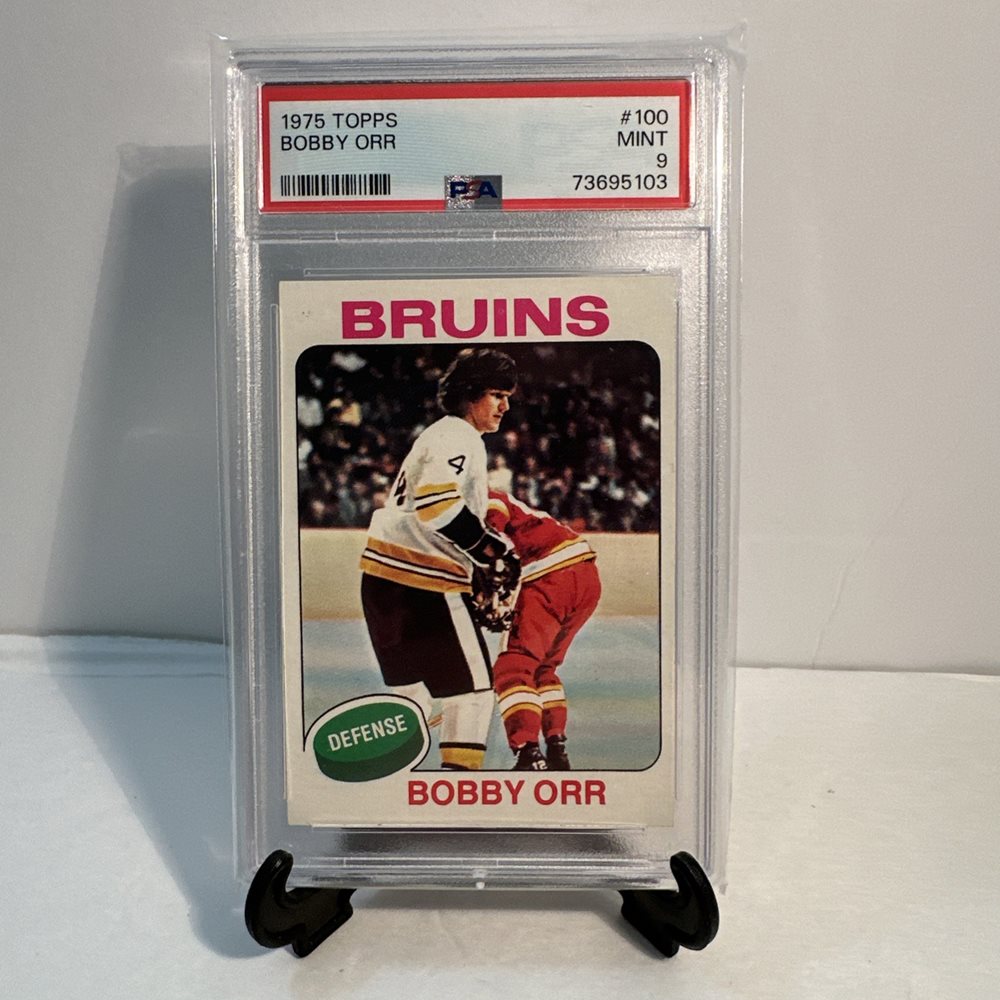 1975 TOPPS #100
BOBBY ORR MINT
9
PSA 73695103
BRUINS
4
DEFENSE
12
BOBBY ORR